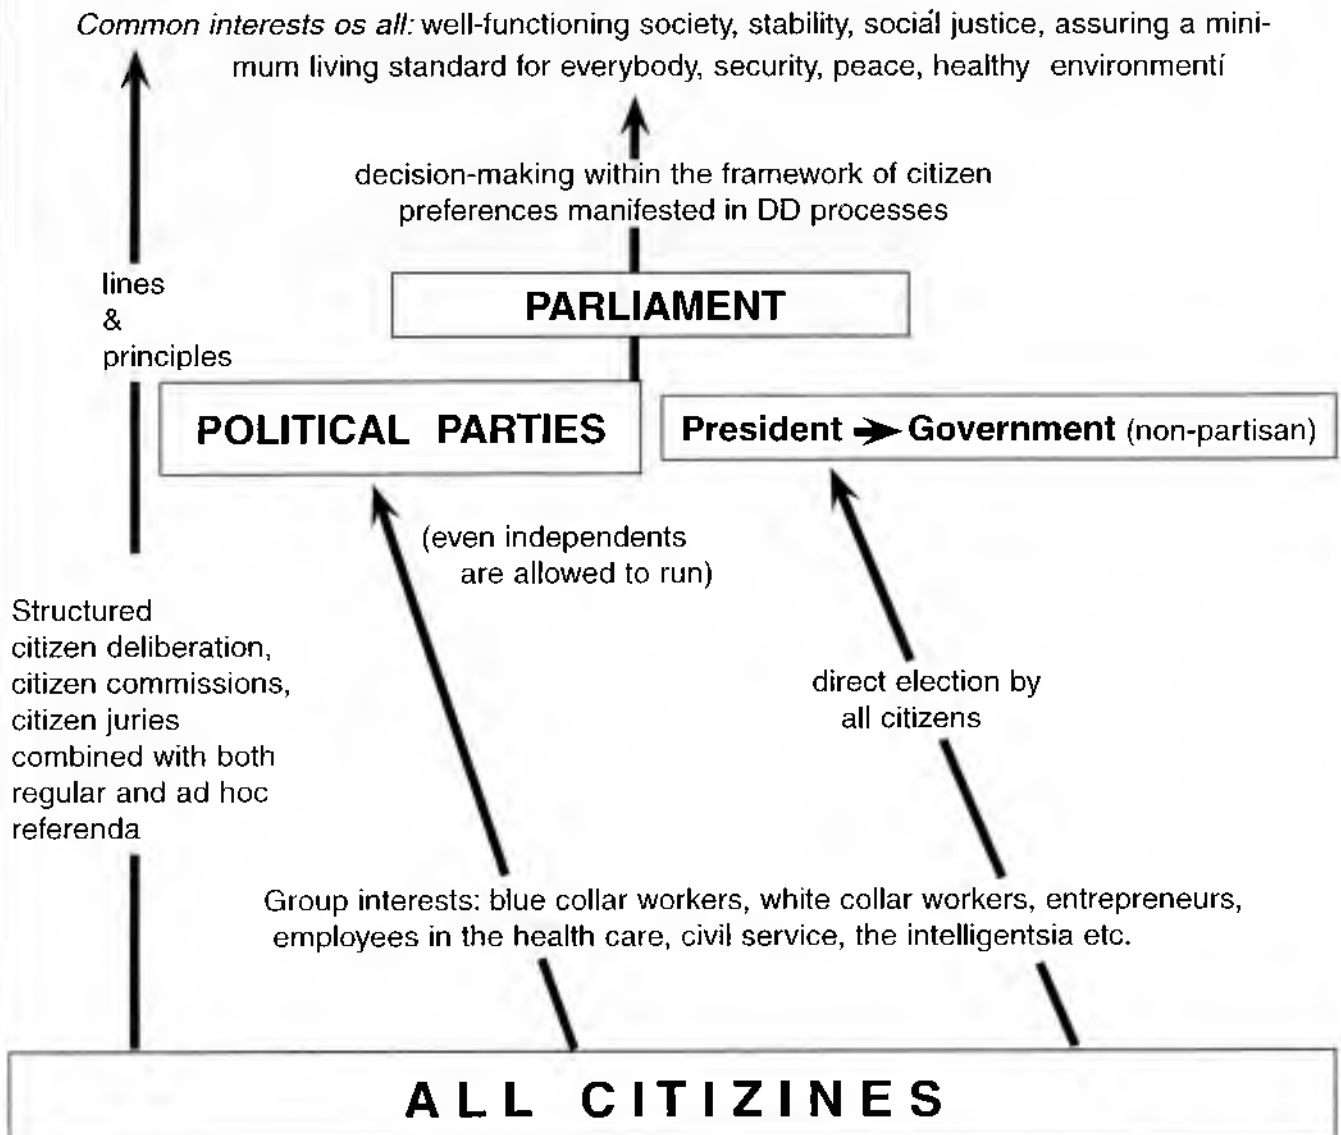 Common interests os all: well-functioning society, stability, sociál justice, assuring a mini-
mum living standard for everybody, security, peace, healthy environmentí
decision-making within the framework of citizen
preferences manifested in DD processes
lines
&
principles
PARLIAMENT
POLITICAL PARTIES
President → Government (non-partisan)
(even independents
are allowed to run)
Structured
citizen deliberation,
citizen commissions,
citizen juries
combined with both
regular and ad hoc
referenda
direct election by
all citizens
Group interests: blue collar workers, white collar workers, entrepreneurs,
employees in the health care, civil service, the intelligentsia etc.
ALL CITIZINES